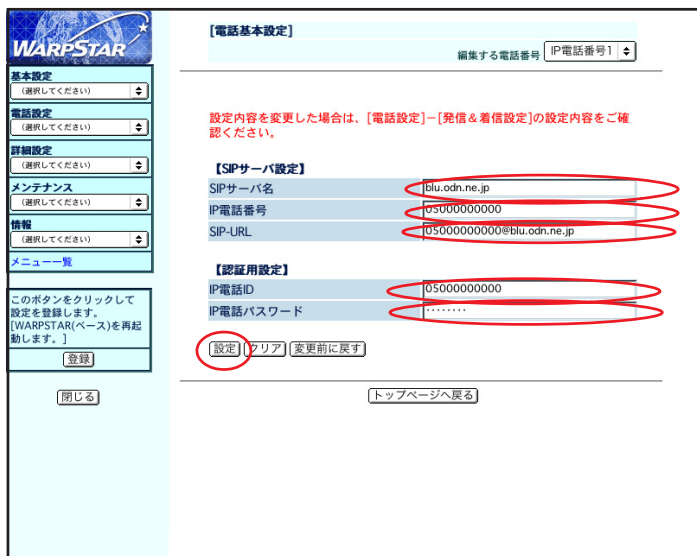 WARPSTAR
基本設定
(選択してください)
電話設定
(選択してください)
詳細設定
(選択してください)
メンテナンス
(選択してください)
情報
(選択してください)
メニュー一覧
このボタンをクリックして
設定を登録します。
[WARPSTAR(ベース)を再起
動します。]
登録
閉じる
[電話基本設定]
編集する電話番号 IP電話番号1
設定内容を変更した場合は、[電話設定]－[発信＆着信設定]の設定内容をご確
認ください。
【SIPサーバ設定】
SIPサーバ名 blu.odn.ne.jp
IP電話番号 05000000000
SIP-URL 05000000000@blu.odn.ne.jp
【認証用設定】
IP電話ID 05000000000
IP電話パスワード ········
設定 クリア 変更前に戻す
トップページへ戻る